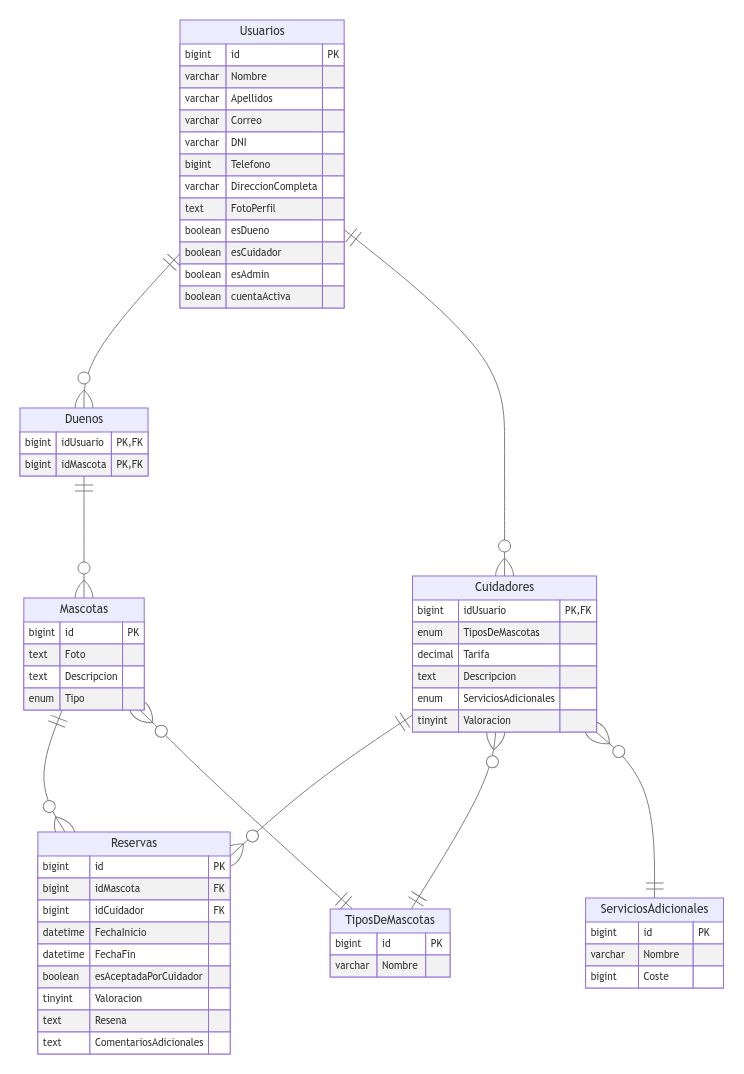 Usuarios
bigint id PK
varchar Nombre
varchar Apellidos
varchar Correo
varchar DNI
bigint Telefono
varchar DireccionCompleta
text FotoPerfil
boolean esDueno
boolean esCuidador
boolean esAdmin
boolean cuentaActiva
Duenos
bigint idUsuario PK,FK
bigint idMascota PK,FK
Mascotas
bigint id PK
text Foto
text Descripcion
enum Tipo
Cuidadores
bigint idUsuario PK,FK
enum TiposDeMascotas
decimal Tarifa
text Descripcion
enum ServiciosAdicionales
tinyint Valoracion
Reservas
bigint id PK
bigint idMascota FK
bigint idCuidador FK
datetime FechaInicio
datetime FechaFin
boolean esAceptadaPorCuidador
tinyint Valoracion
text Resena
text ComentariosAdicionales
TiposDeMascotas
bigint id PK
varchar Nombre
ServiciosAdicionales
bigint id PK
varchar Nombre
bigint Coste